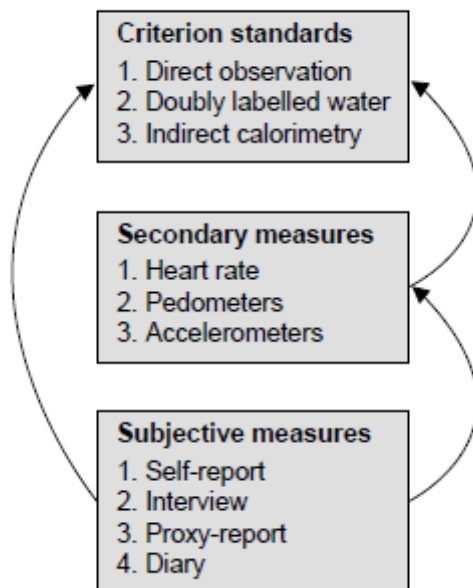 Criterion standards
1. Direct observation
2. Doubly labelled water
3. Indirect calorimetry
Secondary measures
1. Heart rate
2. Pedometers
3. Accelerometers
Subjective measures
1. Self-report
2. Interview
3. Proxy-report
4. Diary